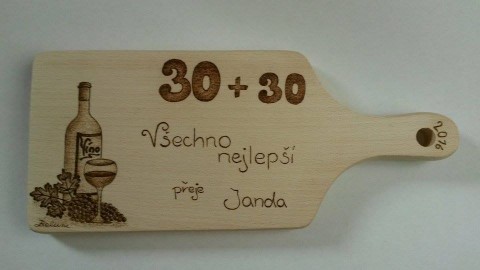 30 + 30
Všechno
nejlepší
přeje Janda
Víno
2016